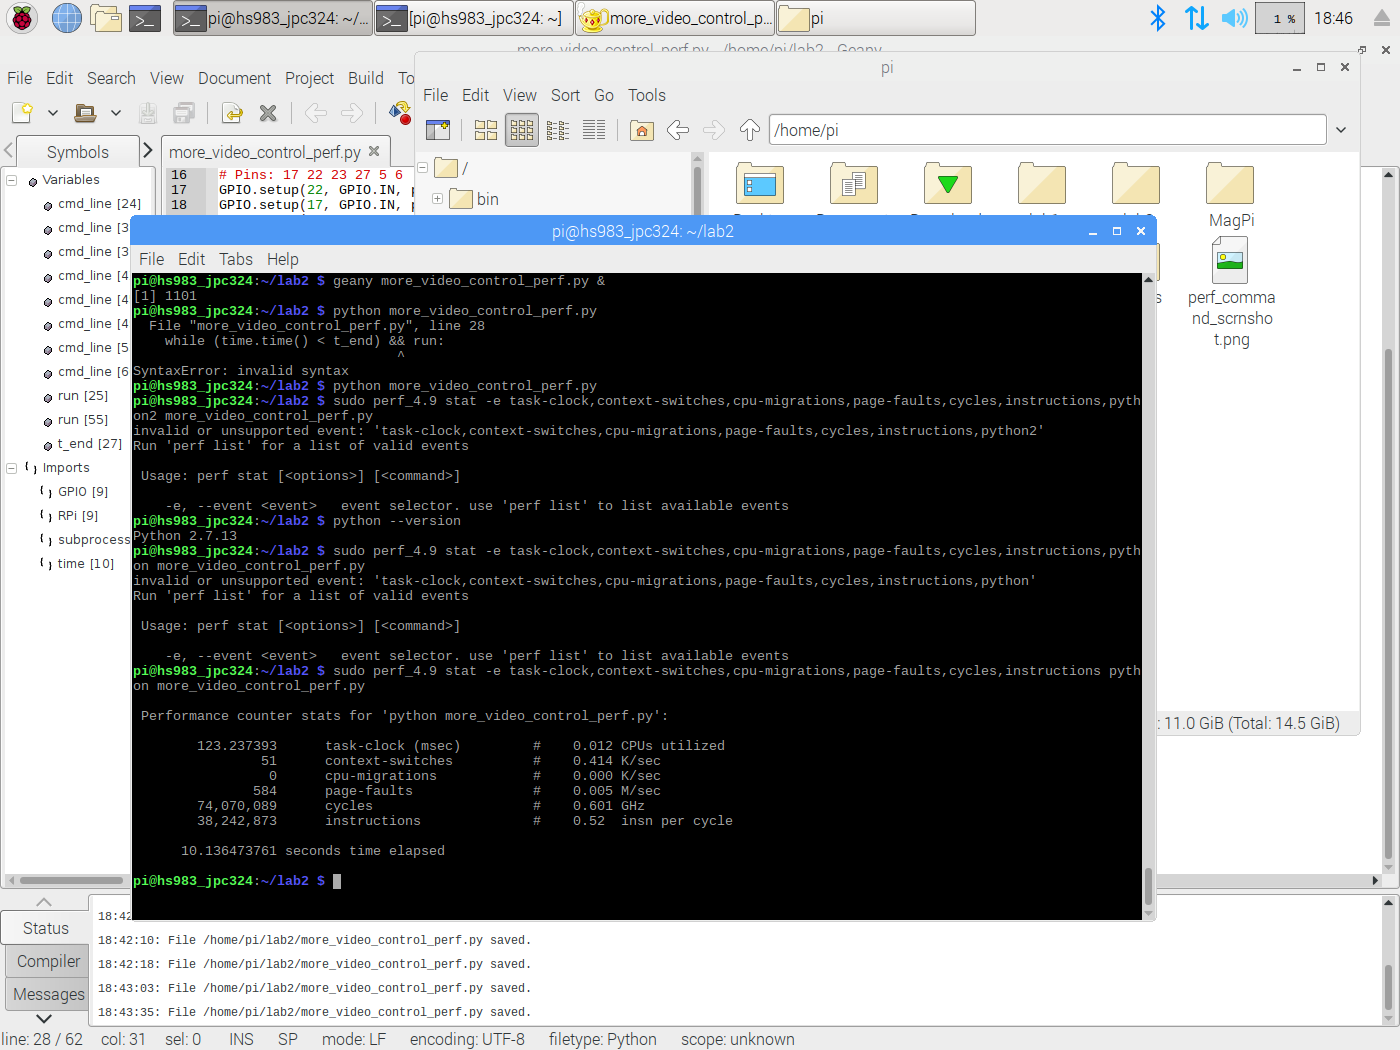 pi@hs983_jpc324: ~/...
[pi@hs983_jpc324: ~]
more_video_control_p...
pi
1 %
18:46
more_video_control_perf.py - /home/pi/lab2 - Geany
File Edit Search View Document Project Build To
pi
File Edit View Sort Go Tools
/home/pi
Symbols
more_video_control_perf.py
Variables
cmd_line [24]
cmd_line [3
cmd_line [3
cmd_line [4
cmd_line [4
cmd_line [4
cmd_line [5
cmd_line [6
run [25]
run [55]
t_end [27]
Imports
GPIO [9]
RPi [9]
subprocess
time [10]
16 # Pins: 17 22 23 27 5 6
17 GPIO.setup(22, GPIO.IN, p
18 GPIO.setup(17, GPIO.IN, p
/
bin
MagPi
perf_comma
nd_scrnsho
t.png
: 11.0 GiB (Total: 14.5 GiB)
pi@hs983_jpc324: ~/lab2
File Edit Tabs Help
pi@hs983_jpc324:~/lab2 $ geany more_video_control_perf.py &
[1] 1101
pi@hs983_jpc324:~/lab2 $ python more_video_control_perf.py
File "more_video_control_perf.py", line 28
while (time.time() < t_end) && run:
^
SyntaxError: invalid syntax
pi@hs983_jpc324:~/lab2 $ python more_video_control_perf.py
pi@hs983_jpc324:~/lab2 $ sudo perf_4.9 stat -e task-clock,context-switches,cpu-migrations,page-faults,cycles,instructions,pyth
on2 more_video_control_perf.py
invalid or unsupported event: 'task-clock,context-switches,cpu-migrations,page-faults,cycles,instructions,python2'
Run 'perf list' for a list of valid events
Usage: perf stat [<options>] [<command>]
-e, --event <event> event selector. use 'perf list' to list available events
pi@hs983_jpc324:~/lab2 $ python --version
Python 2.7.13
pi@hs983_jpc324:~/lab2 $ sudo perf_4.9 stat -e task-clock,context-switches,cpu-migrations,page-faults,cycles,instructions,pyth
on more_video_control_perf.py
invalid or unsupported event: 'task-clock,context-switches,cpu-migrations,page-faults,cycles,instructions,python'
Run 'perf list' for a list of valid events
Usage: perf stat [<options>] [<command>]
-e, --event <event> event selector. use 'perf list' to list available events
pi@hs983_jpc324:~/lab2 $ sudo perf_4.9 stat -e task-clock,context-switches,cpu-migrations,page-faults,cycles,instructions pyth
on more_video_control_perf.py
Performance counter stats for 'python more_video_control_perf.py':
123.237393 task-clock (msec) # 0.012 CPUs utilized
51 context-switches # 0.414 K/sec
0 cpu-migrations # 0.000 K/sec
584 page-faults # 0.005 M/sec
74,070,089 cycles # 0.601 GHz
38,242,873 instructions # 0.52 insn per cycle
10.136473761 seconds time elapsed
pi@hs983_jpc324:~/lab2 $
Status
Compiler
Messages
18:42
18:42:10: File /home/pi/lab2/more_video_control_perf.py saved.
18:42:18: File /home/pi/lab2/more_video_control_perf.py saved.
18:43:03: File /home/pi/lab2/more_video_control_perf.py saved.
18:43:35: File /home/pi/lab2/more_video_control_perf.py saved.
line: 28 / 62 col: 31 sel: 0 INS SP mode: LF encoding: UTF-8 filetype: Python scope: unknown